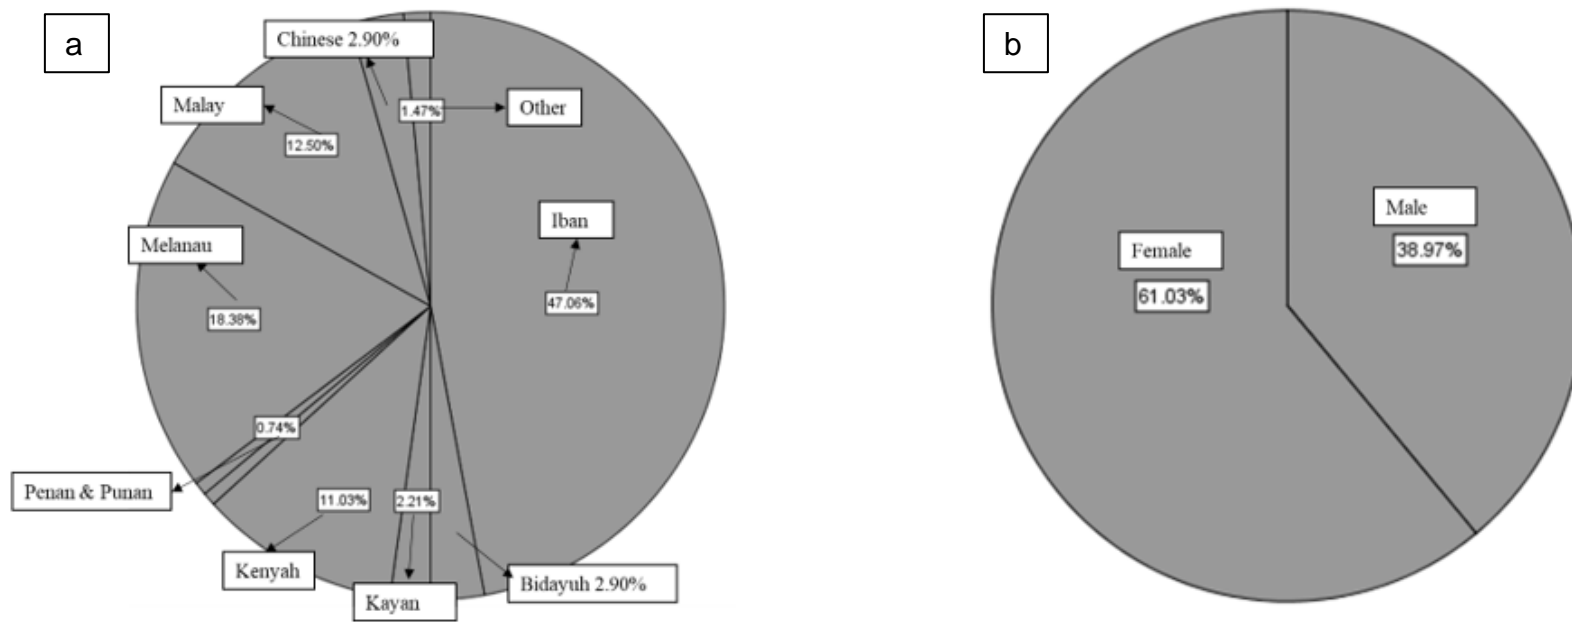 a
Chinese 2.90%
Malay
1.47%
Other
12.50%
Iban
Melanau
47.06%
18.38%
0.74%
Penan & Punan
11.03%
2.21%
Kenyah
Kayan
Bidayuh 2.90%
b
Male
38.97%
Female
61.03%